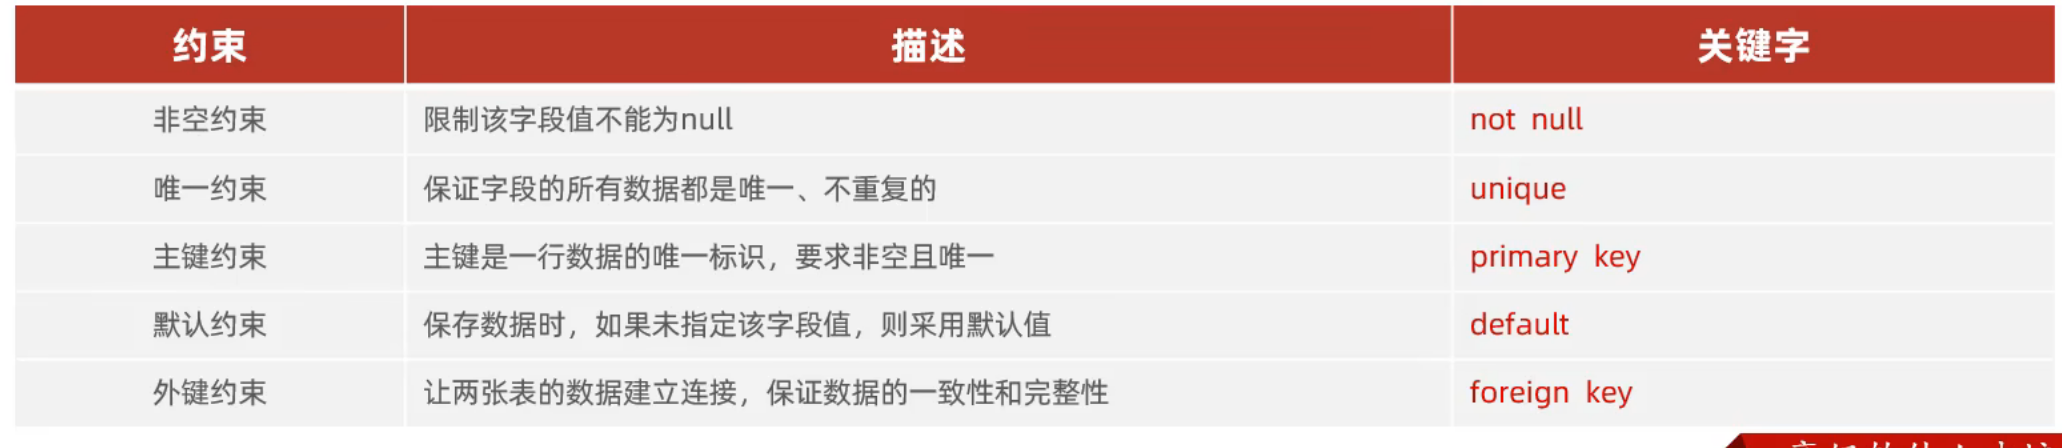 约束 描述 关键字
非空约束 限制该字段值不能为null not null
唯一约束 保证字段的所有数据都是唯一、不重复的 unique
主键约束 主键是一行数据的唯一标识，要求非空且唯一 primary key
默认约束 保存数据时，如果未指定该字段值，则采用默认值 default
外键约束 让两张表的数据建立连接，保证数据的一致性和完整性 foreign key